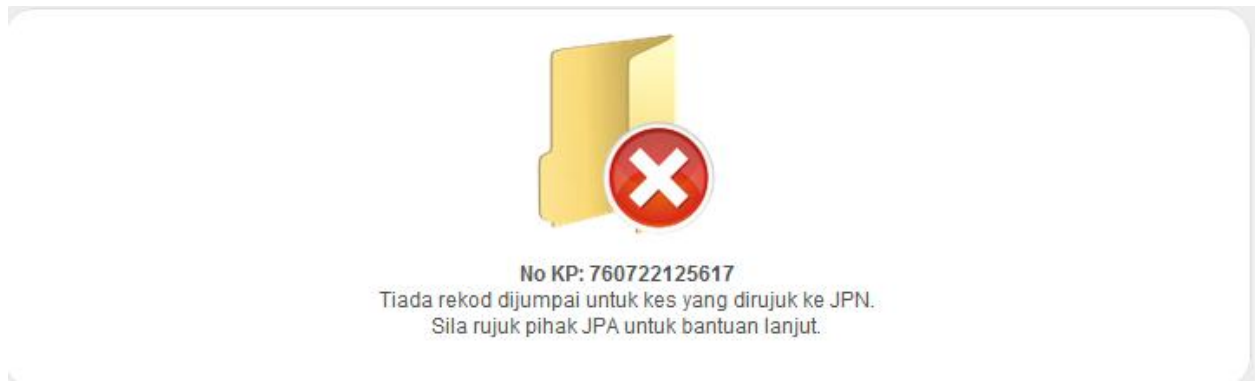 No KP: 760722125617
Tiada rekod dijumpai untuk kes yang dirujuk ke JPN.
Sila rujuk pihak JPA untuk bantuan lanjut.